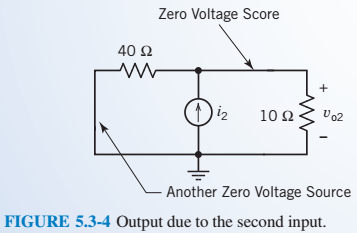 Zero Voltage Score
40 Ω
i2
10 Ω
+
vo2
–
Another Zero Voltage Source
FIGURE 5.3-4 Output due to the second input.